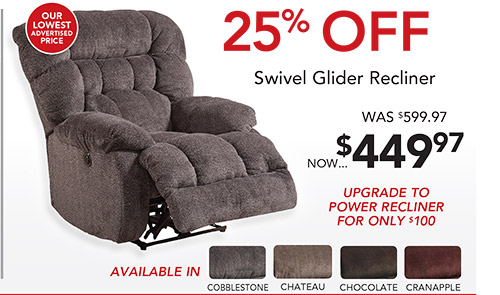 OUR
LOWEST
ADVERTISED
PRICE
25% OFF
Swivel Glider Recliner
WAS $599.97
NOW... $449.97
UPGRADE TO
POWER RECLINER
FOR ONLY $100
AVAILABLE IN
COBBLESTONE CHATEAU CHOCOLATE CRANAPPLE